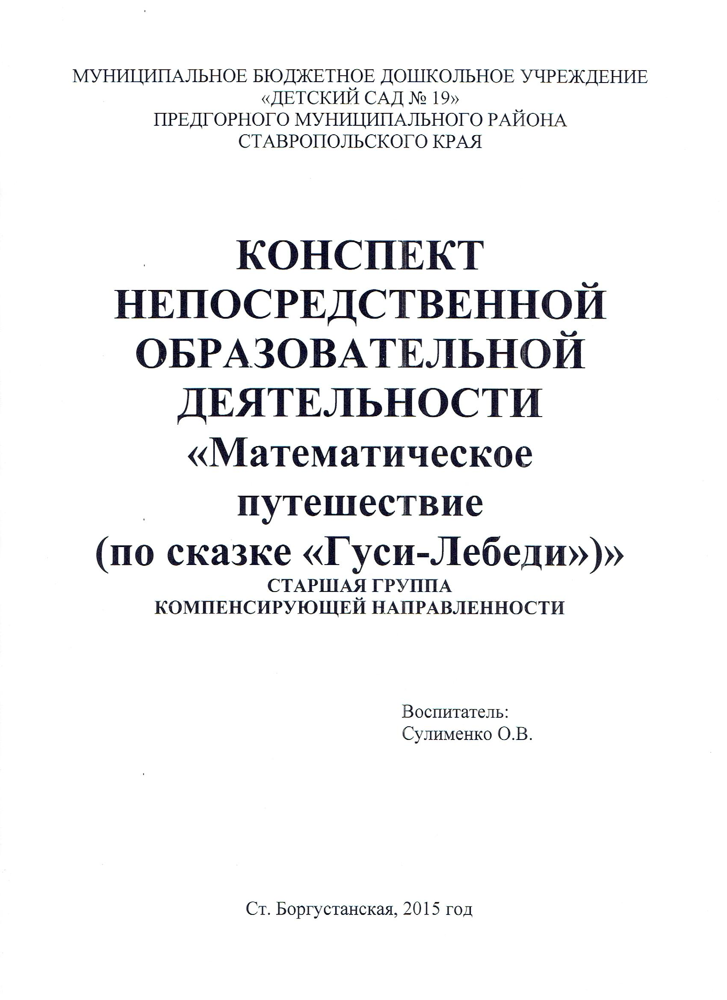 МУНИЦИПАЛЬНОЕ БЮДЖЕТНОЕ ДОШКОЛЬНОЕ УЧРЕЖДЕНИЕ
«ДЕТСКИЙ САД № 19»
ПРЕДГОРНОГО МУНИЦИПАЛЬНОГО РАЙОНА
СТАВРОПОЛЬСКОГО КРАЯ
КОНСПЕКТ
НЕПОСРЕДСТВЕННОЙ
ОБРАЗОВАТЕЛЬНОЙ
ДЕЯТЕЛЬНОСТИ
«Математическое
путешествие
(по сказке «Гуси-Лебеди»)»
СТАРШАЯ ГРУППА
КОМПЕНСИРУЮЩЕЙ НАПРАВЛЕННОСТИ
Воспитатель:
Сулименко О.В.
Ст. Боргустанская, 2015 год